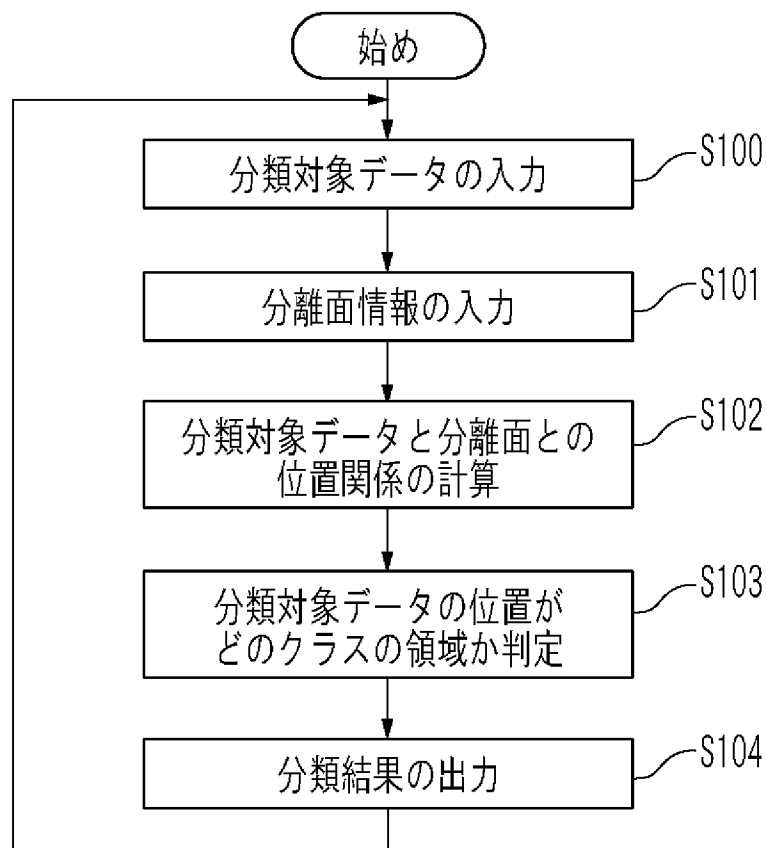 始め
分類対象データの入力
S100
分離面情報の入力
S101
分類対象データと分離面との
位置関係の計算
S102
分類対象データの位置が
どのクラスの領域か判定
S103
分類結果の出力
S104